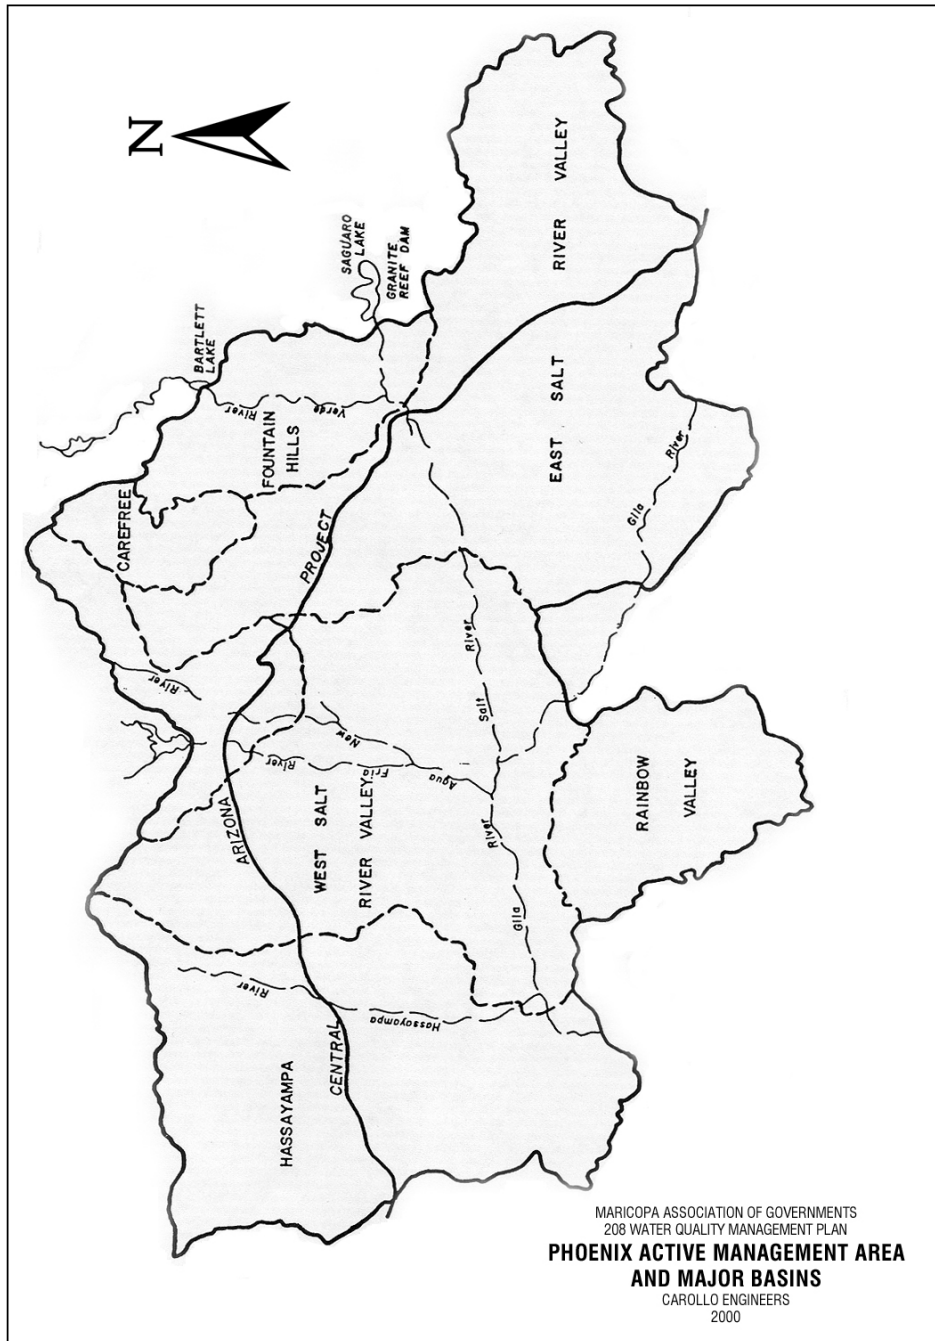 N
SAGUARO
LAKE
GRANITE
REEF DAM
BARTLETT
LAKE
River
Verde
FOUNTAIN
HILLS
CAREFREE
EAST SALT RIVER VALLEY
Gila River
CENTRAL ARIZONA PROJECT
River
New
Salt River
Agua
Fria
River
WEST SALT
RIVER VALLEY
Gila River
RAINBOW
VALLEY
Hassayampa
River
HASSAYAMPA
MARICOPA ASSOCIATION OF GOVERNMENTS
208 WATER QUALITY MANAGEMENT PLAN
PHOENIX ACTIVE MANAGEMENT AREA
AND MAJOR BASINS
CAROLLO ENGINEERS
2000